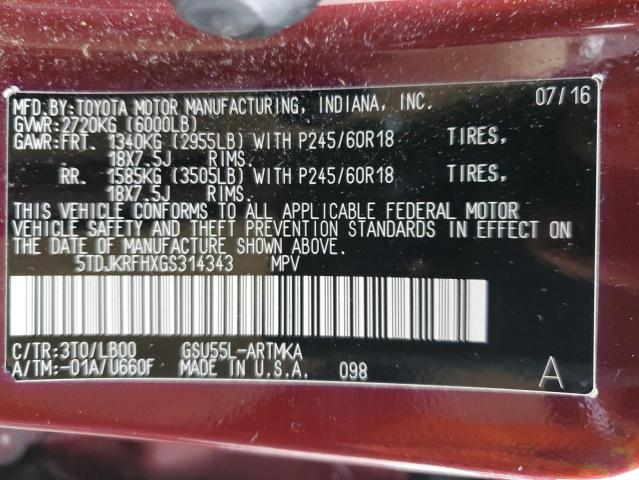 MFD.BY:TOYOTA MOTOR MANUFACTURING, INDIANA, INC. 07/16
GVWR:2720KG (6000LB)
GAWR:FRT. 1340KG (2955LB) WITH P245/60R18 TIRES,
18X7.5J RIMS.
RR. 1585KG (3505LB) WITH P245/60R18 TIRES,
18X7.5J RIMS.
THIS VEHICLE CONFORMS TO ALL APPLICABLE FEDERAL MOTOR
VEHICLE SAFETY AND THEFT PREVENTION STANDARDS IN EFFECT ON
THE DATE OF MANUFACTURE SHOWN ABOVE.
5TDJKRFHXGS314343 MPV
C/TR:3T0/LB00 GSU55L-ARTMKA
A/TM:-01A/U660F MADE IN U.S.A. 098 A